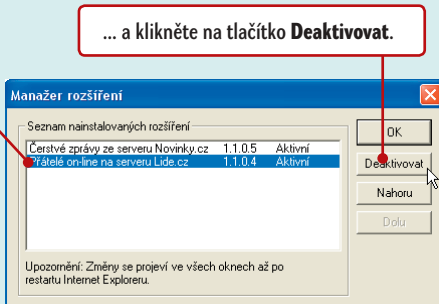 ... a klikněte na tlačítko Deaktivovat.
Manažer rozšíření
Seznam nainstalovaných rozšíření
Čerstvé zprávy ze serveru Novinky.cz 1.1.0.5 Aktivní
Přátelé on-line na serveru Lide.cz 1.1.0.4 Aktivní
OK
Deaktivovat
Nahoru
Dolu
Upozornění: Změny se projeví ve všech oknech až po
restartu Internet Exploreru.